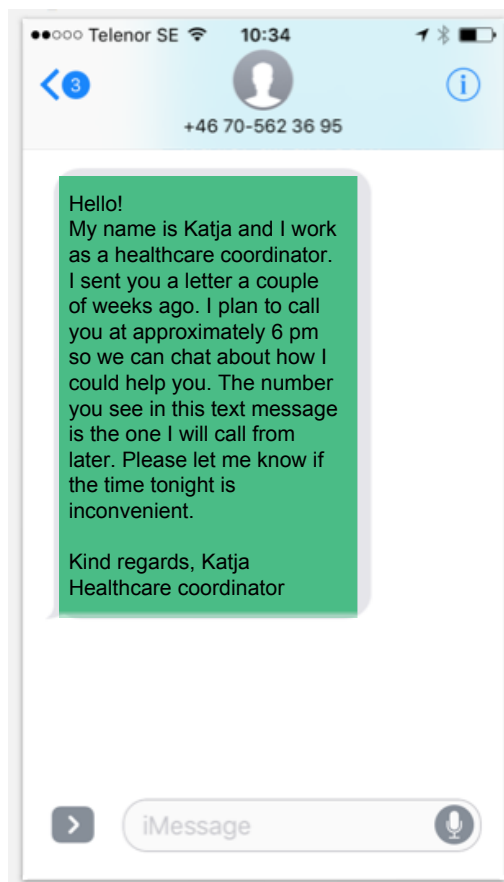 Telenor SE 10:34
3
+46 70-562 36 95
Hello!
My name is Katja and I work
as a healthcare coordinator.
I sent you a letter a couple
of weeks ago. I plan to call
you at approximately 6 pm
so we can chat about how I
could help you. The number
you see in this text message
is the one I will call from
later. Please let me know if
the time tonight is
inconvenient.
Kind regards, Katja
Healthcare coordinator
iMessage